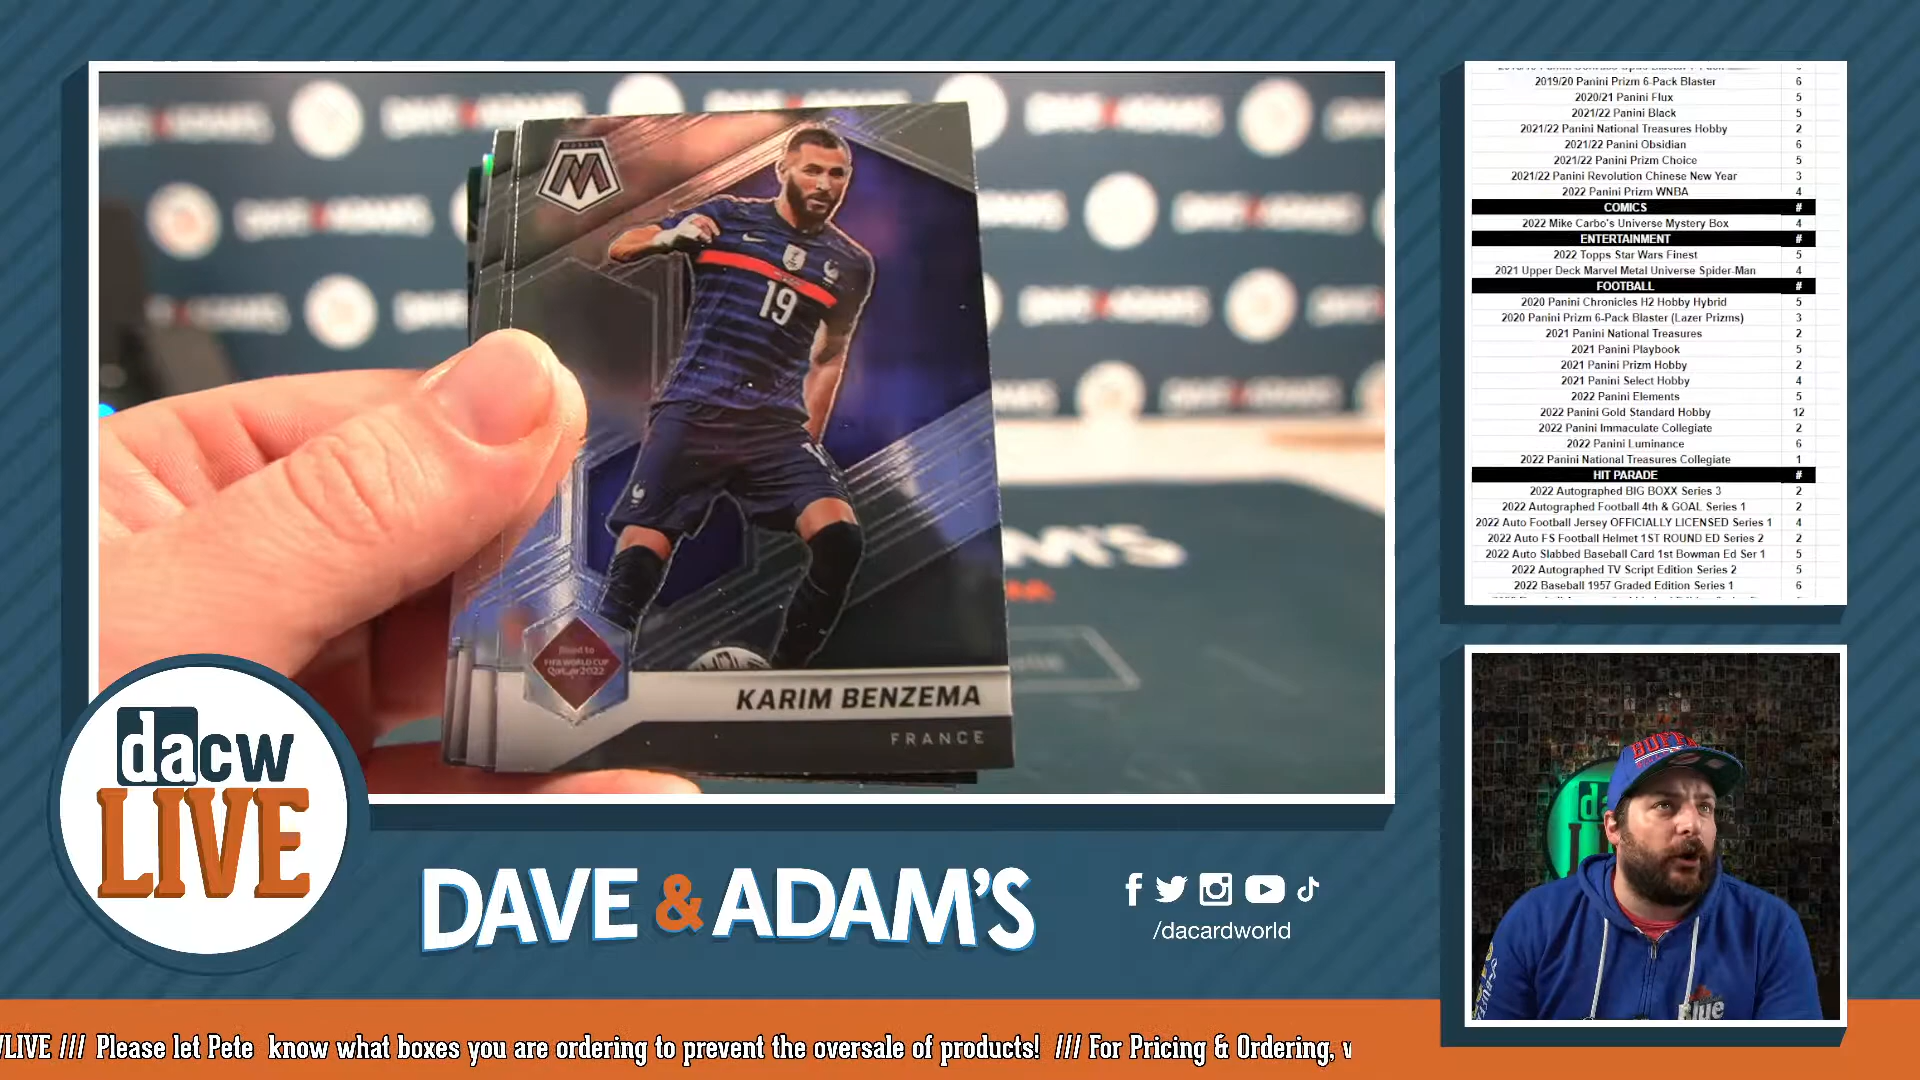 MOSAIC
M
19
Road to
FIFA WORLD CUP
Qatar2022
KARIM BENZEMA
FRANCE
DAVE & ADAM'S
2019/20 Panini Prizm 6-Pack Blaster 6
2020/21 Panini Flux 5
2021/22 Panini Black 5
2021/22 Panini National Treasures Hobby 2
2021/22 Panini Obsidian 6
2021/22 Panini Prizm Choice 5
2021/22 Panini Revolution Chinese New Year 3
2022 Panini Prizm WNBA 4
COMICS #
2022 Mike Carbo's Universe Mystery Box 4
ENTERTAINMENT #
2022 Topps Star Wars Finest 5
2021 Upper Deck Marvel Metal Universe Spider-Man 4
FOOTBALL #
2020 Panini Chronicles H2 Hobby Hybrid 5
2020 Panini Prizm 6-Pack Blaster (Lazer Prizms) 3
2021 Panini National Treasures 2
2021 Panini Playbook 5
2021 Panini Prizm Hobby 2
2021 Panini Select Hobby 4
2022 Panini Elements 5
2022 Panini Gold Standard Hobby 12
2022 Panini Immaculate Collegiate 2
2022 Panini Luminance 6
2022 Panini National Treasures Collegiate 1
HIT PARADE #
2022 Autographed BIG BOXX Series 3 2
2022 Autographed Football 4th & GOAL Series 1 2
2022 Auto Football Jersey OFFICIALLY LICENSED Series 1 4
2022 Auto FS Football Helmet 1ST ROUND ED Series 2 2
2022 Auto Slabbed Baseball Card 1st Bowman Ed Ser 1 5
2022 Autographed TV Script Edition Series 2 5
2022 Baseball 1957 Graded Edition Series 1 6
dacw
LIVE
DAVE & ADAM'S
/dacardworld
Blue
LIVE /// Please let Pete know what boxes you are ordering to prevent the oversale of products! /// For Pricing & Ordering,